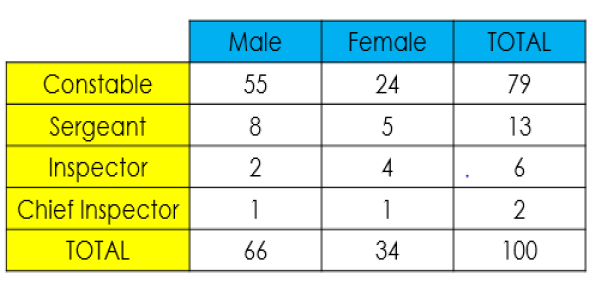 Male Female TOTAL
Constable 55 24 79
Sergeant 8 5 13
Inspector 2 4 6
Chief Inspector 1 1 2
TOTAL 66 34 100